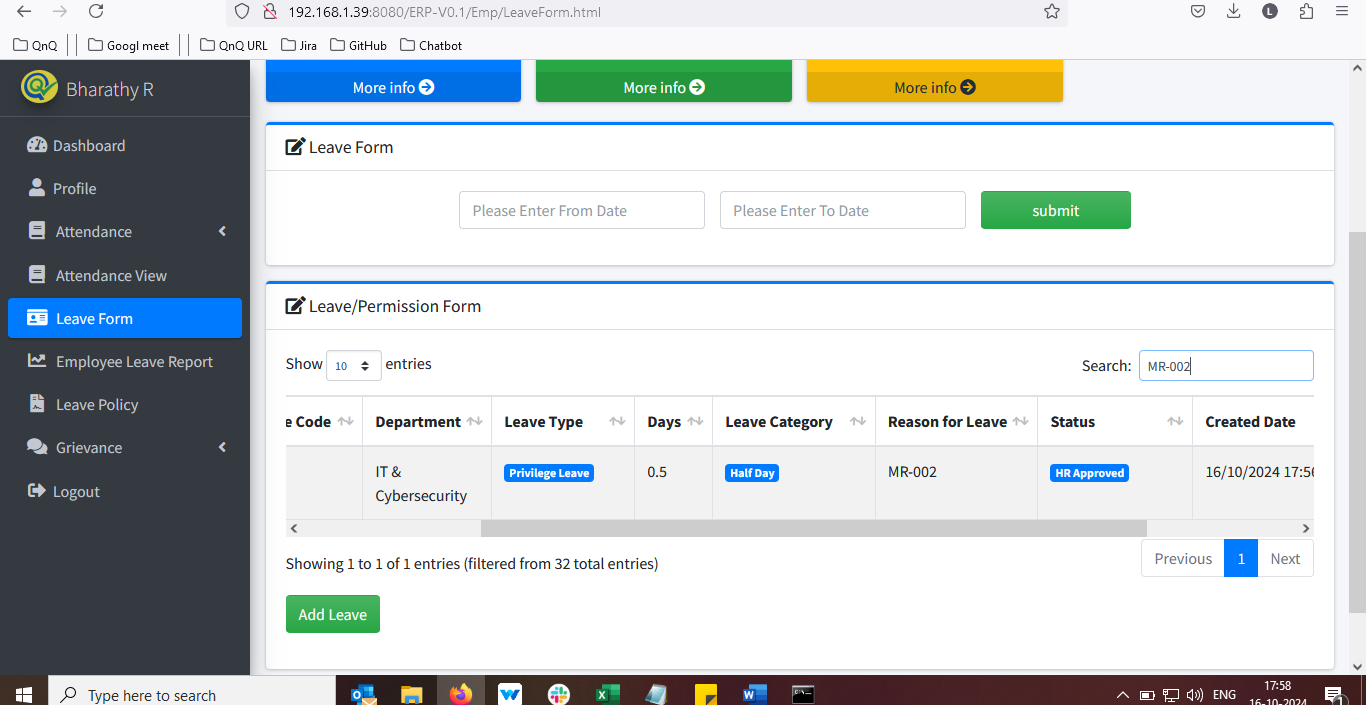 192.168.1.39:8080/ERP-V0.1/Emp/LeaveForm.html
L
QnQ Googl meet QnQ URL Jira GitHub Chatbot
Bharathy R
Dashboard
Profile
Attendance
Attendance View
Leave Form
Employee Leave Report
Leave Policy
Grievance
Logout
More info More info More info
Leave Form
Please Enter From Date Please Enter To Date submit
Leave/Permission Form
Show 10 entries Search: MR-002
e Code Department Leave Type Days Leave Category Reason for Leave Status Created Date
IT & Privilege Leave 0.5 Half Day MR-002 HR Approved 16/10/2024 17:56
Cybersecurity
Showing 1 to 1 of 1 entries (filtered from 32 total entries) Previous 1 Next
Add Leave
Type here to search ENG 17:58
16-10-2024